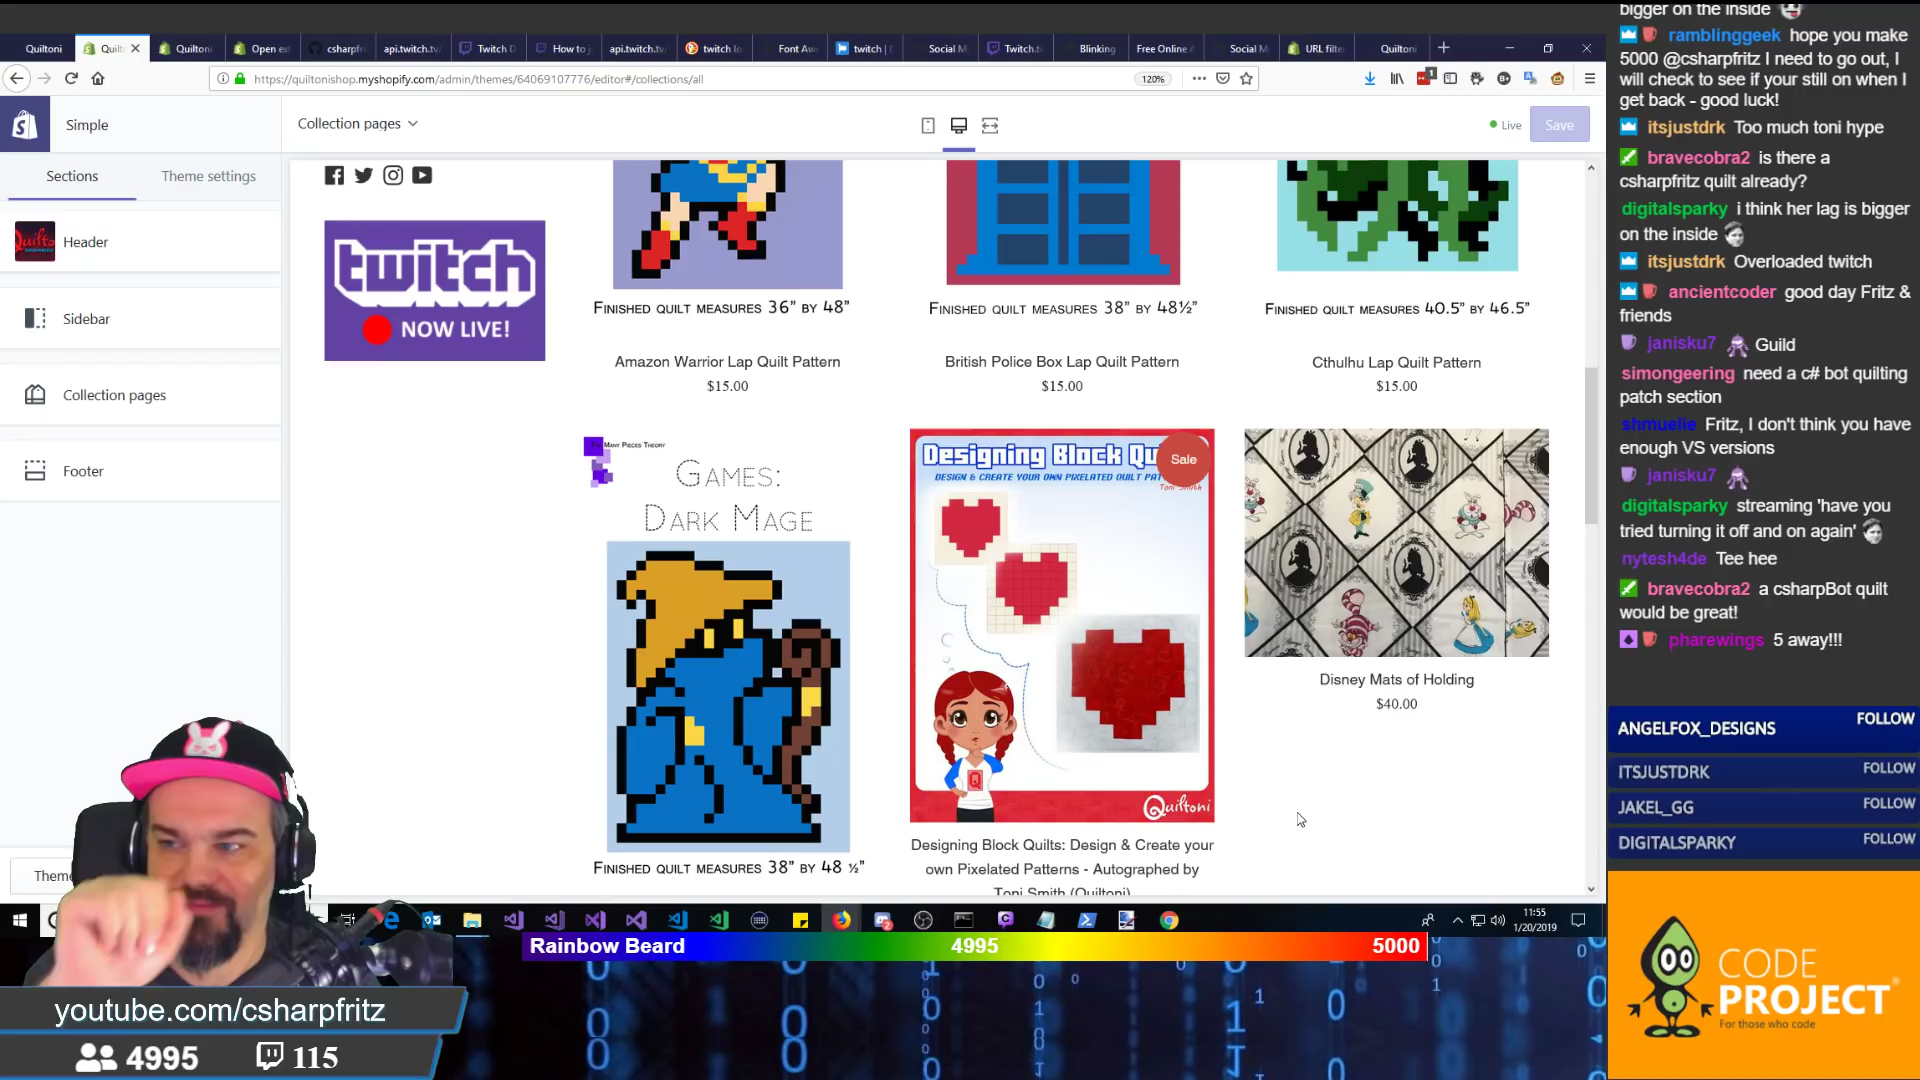 Quiltoni
Quilt
Quiltoni
Open ex
csharpfr
api.twitch.tv/
Twitch D
How to j
api.twitch.tv/
twitch lo
Font Aw
twitch |
Social M
Twitch.t
Blinking
Free Online A
Social M
URL filte
Quiltoni
https://quiltonishop.myshopify.com/admin/themes/64069107776/editor#/collections/all
120%
Simple
Collection pages
Live
Save
Sections
Theme settings
Header
Sidebar
Collection pages
Footer
Them
twitch
NOW LIVE!
Finished quilt measures 36” by 48”
Amazon Warrior Lap Quilt Pattern
$15.00
Finished quilt measures 38” by 48½”
British Police Box Lap Quilt Pattern
$15.00
Finished quilt measures 40.5” by 46.5”
Cthulhu Lap Quilt Pattern
$15.00
Many Pieces Theory
Games:
Dark Mage
Finished quilt measures 38” by 48 ½”
Designing Block Qu
Sale
DESIGN & CREATE YOUR OWN PIXELATED QUILT PAT
Toni Smith
Quiltoni
Designing Block Quilts: Design & Create your
own Pixelated Patterns - Autographed by
Toni Smith (Quiltoni)
Disney Mats of Holding
$40.00
11:55
1/20/2019
Rainbow Beard
4995
5000
youtube.com/csharpfritz
4995
115
bigger on the inside
ramblinggeek hope you make
5000 @csharpfritz I need to go out, I
will check to see if your still on when I
get back - good luck!
itsjustdrk Too much toni hype
bravecobra2 is there a
csharpfritz quilt already?
digitalsparky i think her lag is bigger
on the inside
itsjustdrk Overloaded twitch
ancientcoder good day Fritz &
friends
janisku7 Guild
simongeering need a c# bot quilting
patch section
shmuelie Fritz, I don't think you have
enough VS versions
janisku7
digitalsparky streaming 'have you
tried turning it off and on again'
nytesh4de Tee hee
bravecobra2 a csharpBot quilt
would be great!
pharewings 5 away!!!
ANGELFOX_DESIGNS FOLLOW
ITSJUSTDRK FOLLOW
JAKEL_GG FOLLOW
DIGITALSPARKY FOLLOW
CODE
PROJECT®
For those who code